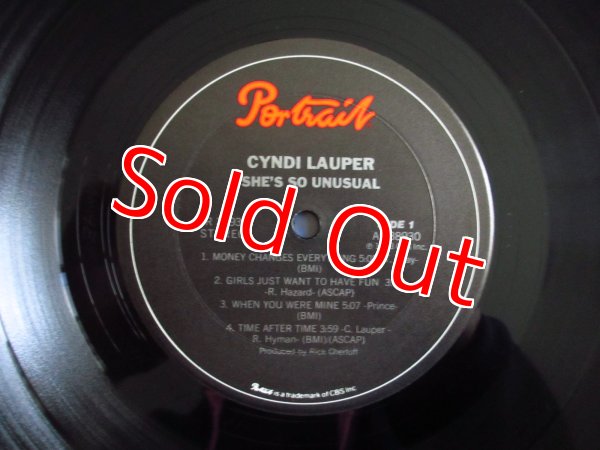 Portrait
CYNDI LAUPER
SHE'S SO UNUSUAL
Sold Out
SIDE 1
1. MONEY CHANGES
(BMI)
2. GIRLS JUST WANT TO HAVE FUN
-R. Hazard- (ASCAP)
3. WHEN YOU WERE MINE 5:07 -Prince-
(BMI)
4. TIME AFTER TIME 3:59 -C. Lauper -
R. Hyman- (BMI)/(ASCAP)
Produced by Rick Chertoff
Portrait is a trademark of CBS Inc.